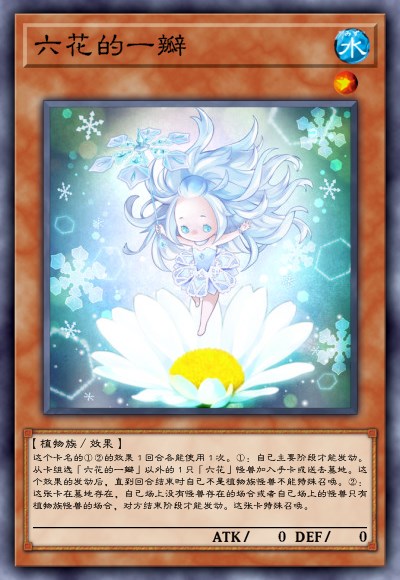 六花的一瓣
みず
水
【植物族／效果】
这个卡名的①②的效果1回合各能使用1次。①：自己主要阶段才能发动。
从卡组选「六花的一瓣」以外的1只「六花」怪兽加入手卡或送去墓地。这
个效果的发动后，直到回合结束时自己不是植物族怪兽不能特殊召唤。②：
这张卡在墓地存在，自己场上没有怪兽存在的场合或者自己场上的怪兽只有
植物族怪兽的场合，对方结束阶段才能发动。这张卡特殊召唤。
ATK/ 0 DEF/ 0